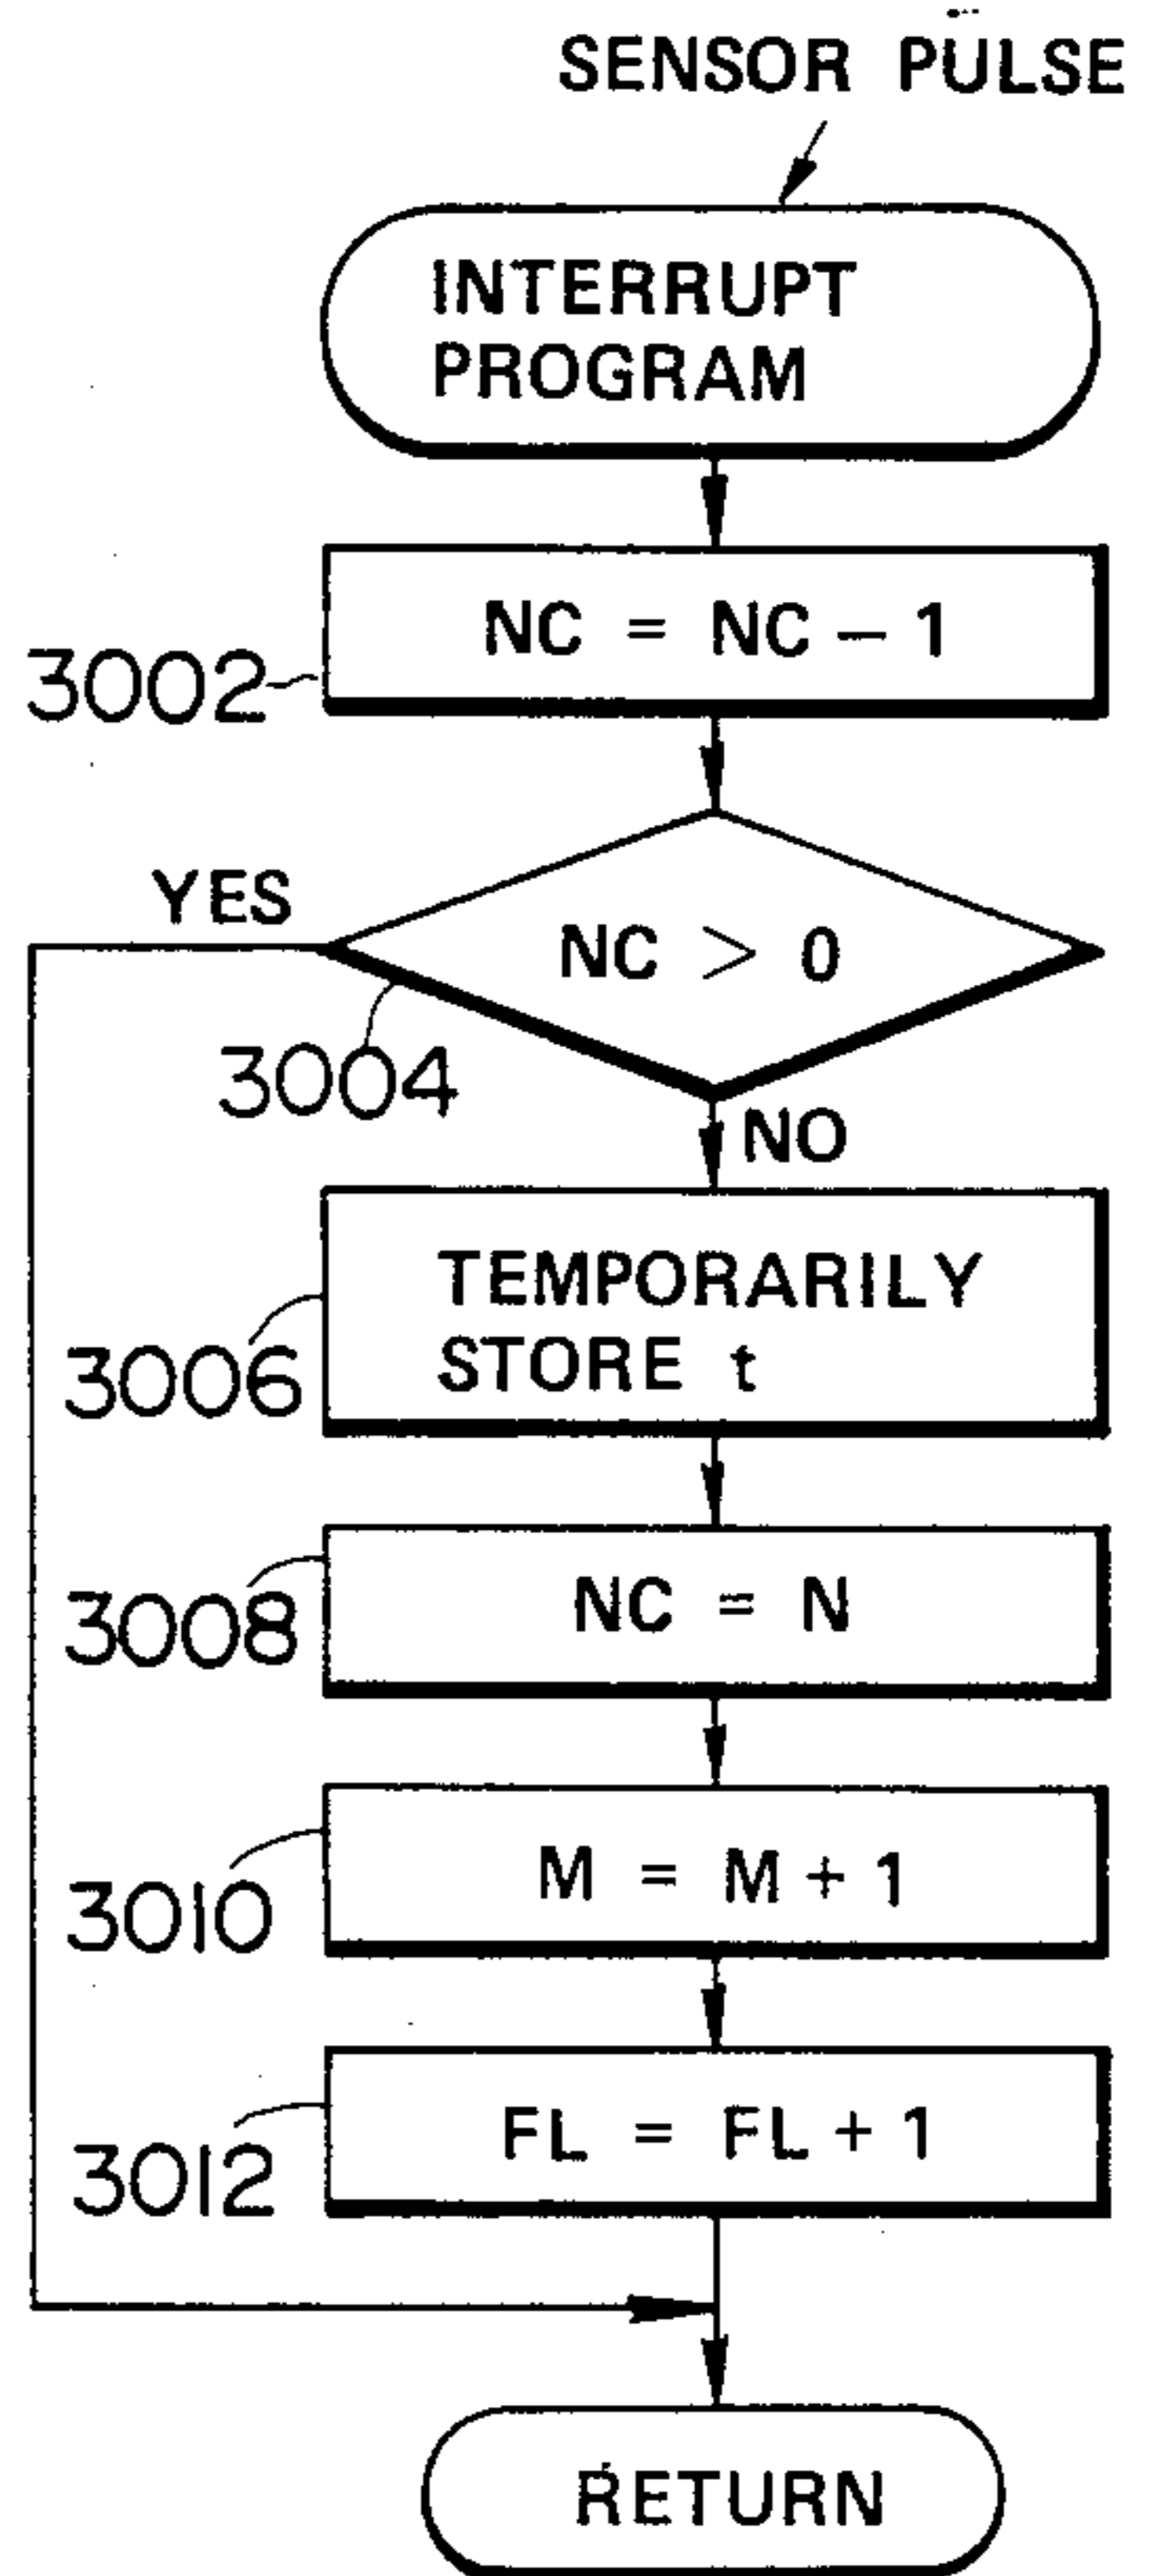 SENSOR PULSE
INTERRUPT
PROGRAM
NC = NC – 1
3002
YES
NC > 0
3004
NO
TEMPORARILY
STORE t
3006
NC = N
3008
M = M + 1
3010
FL = FL + 1
3012
RETURN